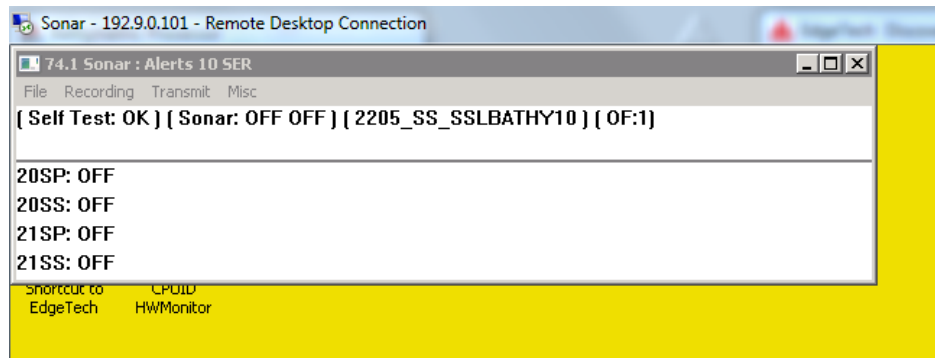 Sonar - 192.9.0.101 - Remote Desktop Connection
74.1 Sonar : Alerts 10 SER
File Recording Transmit Misc
[ Self Test: OK ] [ Sonar: OFF OFF ] [ 2205_SS_SSLBATHY10 ] [ OF:1]
20SP: OFF
20SS: OFF
21SP: OFF
21SS: OFF
Shortcut to CPUID
EdgeTech HWMonitor